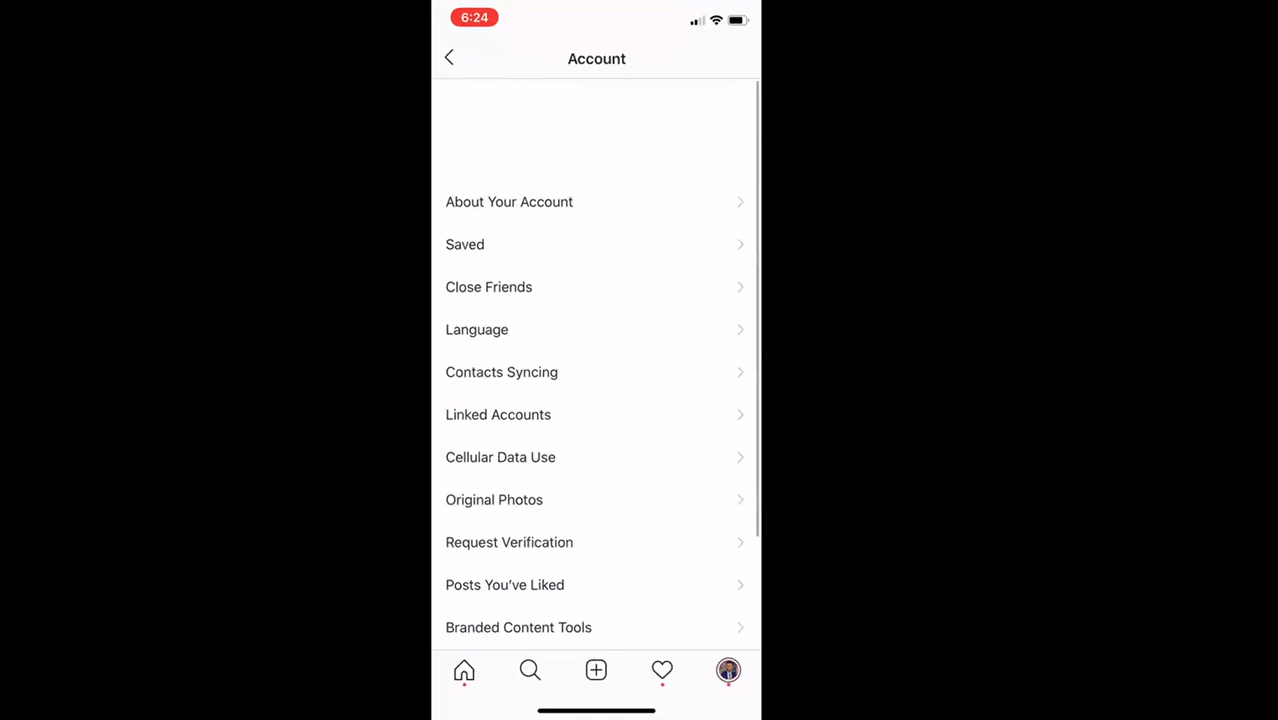 6:24
Account
About Your Account
Saved
Close Friends
Language
Contacts Syncing
Linked Accounts
Cellular Data Use
Original Photos
Request Verification
Posts You’ve Liked
Branded Content Tools